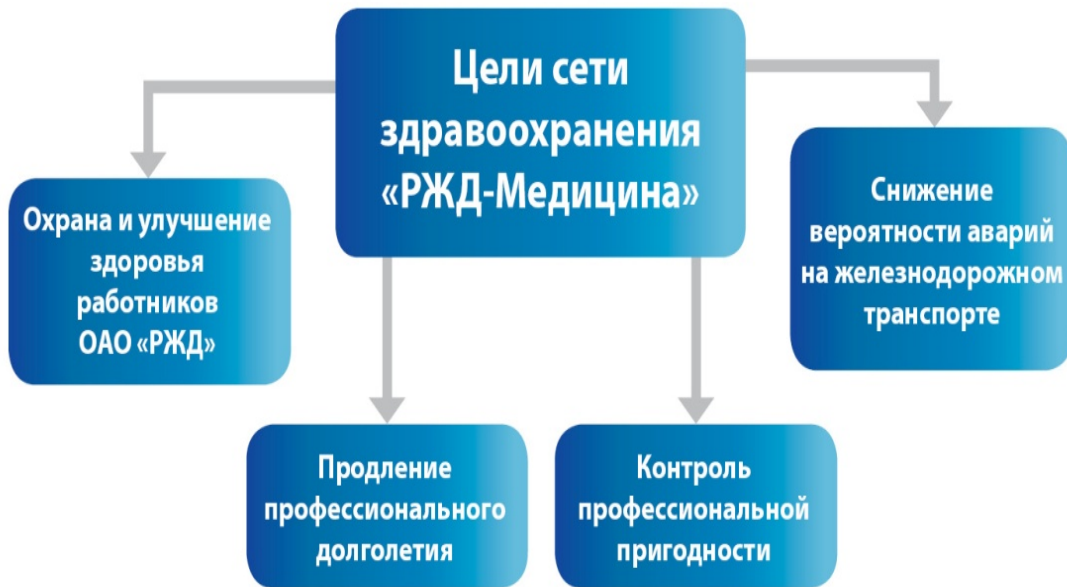 Цели сети
здравоохранения
«РЖД-Медицина»
Охрана и улучшение
здоровья
работников
ОАО «РЖД»
Продление
профессионального
долголетия
Контроль
профессиональной
пригодности
Снижение
вероятности аварий
на железнодорожном
транспорте